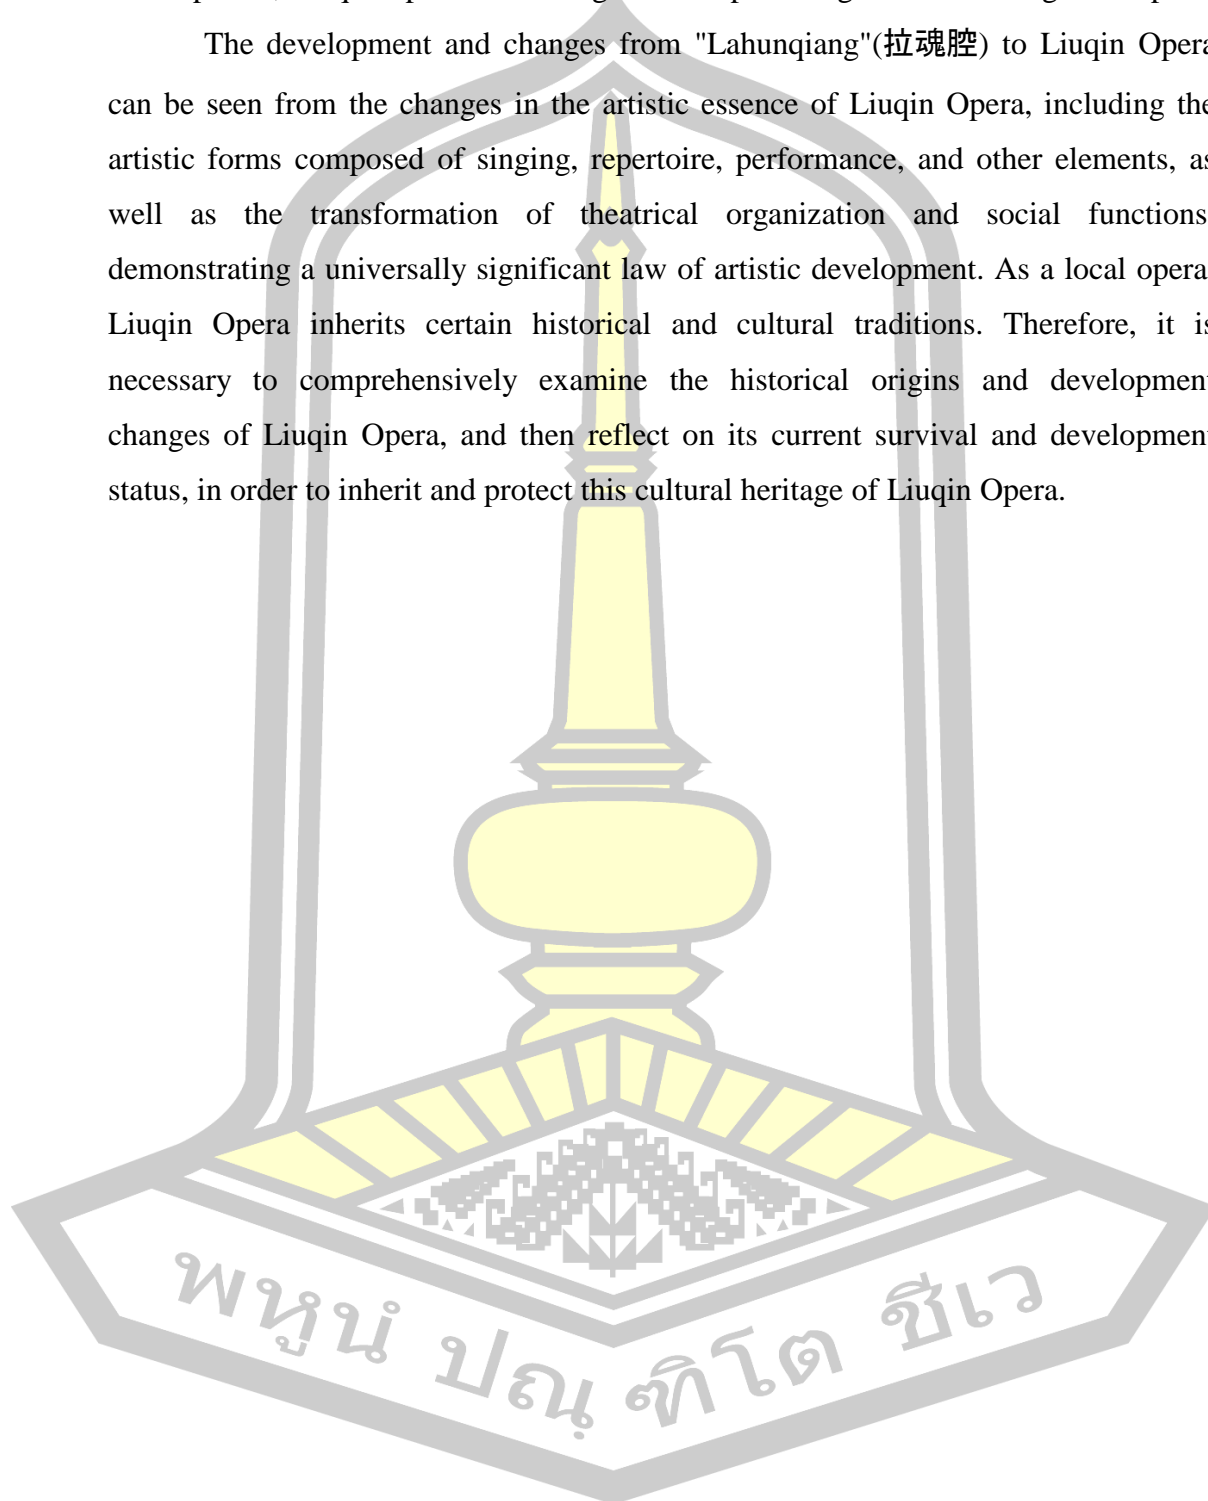 The development and changes from "Lahunqiang"(拉魂腔) to Liuqin Opera
can be seen from the changes in the artistic essence of Liuqin Opera, including the
artistic forms composed of singing, repertoire, performance, and other elements, as
well as the transformation of theatrical organization and social functions
demonstrating a universally significant law of artistic development. As a local opera
Liuqin Opera inherits certain historical and cultural traditions. Therefore, it is
necessary to comprehensively examine the historical origins and development
changes of Liuqin Opera, and then reflect on its current survival and development
status, in order to inherit and protect this cultural heritage of Liuqin Opera.
พหูนํ ปณฺฑิโต ชีเว